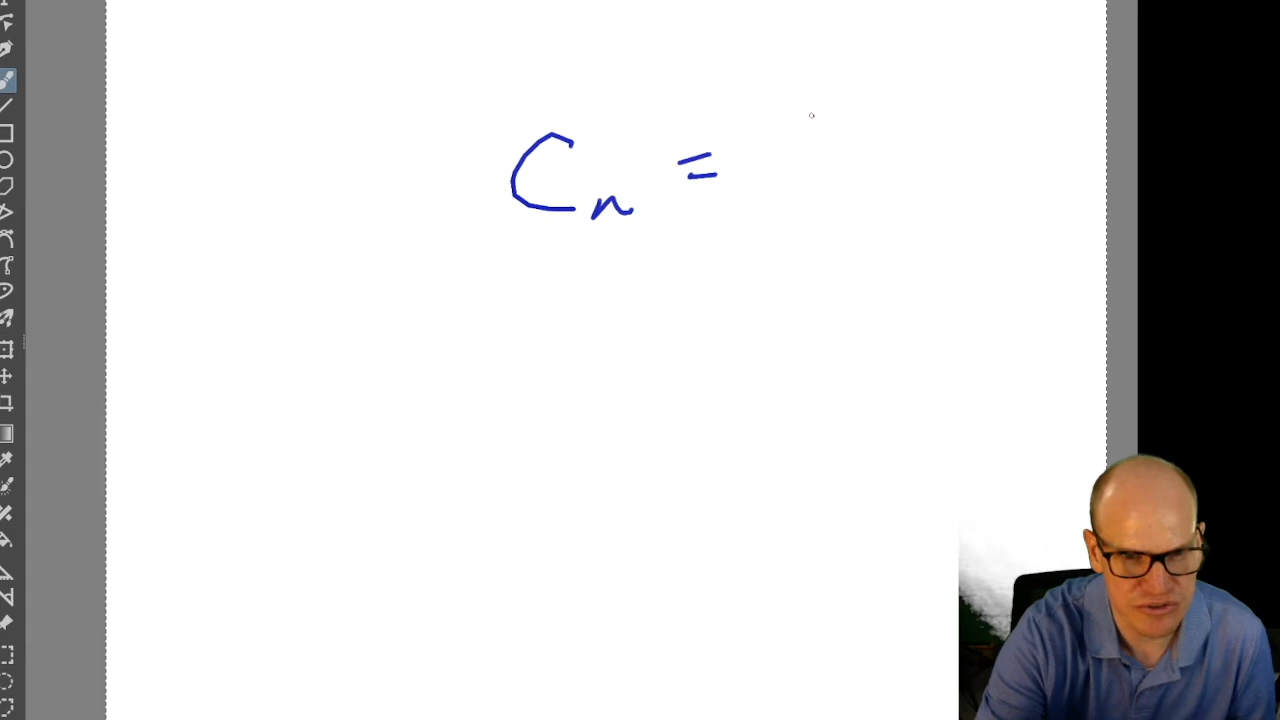 Cₙ =